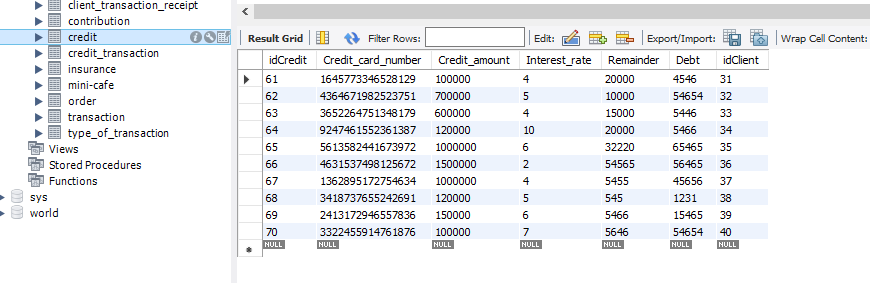 client_transaction_receipt
contribution
credit
credit_transaction
insurance
mini-cafe
order
transaction
type_of_transaction
Views
Stored Procedures
Functions
sys
world
Result Grid Filter Rows: Edit: Export/Import: Wrap Cell Content:
idCredit Credit_card_number Credit_amount Interest_rate Remainder Debt idClient
61 1645773346528129 100000 4 20000 4546 31
62 4364671982523751 700000 5 10000 54654 32
63 3652264751348179 600000 4 15000 5446 33
64 9247461552361387 120000 10 20000 5466 34
65 5613582441673972 1000000 6 32220 65465 35
66 4631537498125672 1500000 2 54565 56465 36
67 1362895172754634 1000000 4 5455 45656 37
68 3418737655242691 120000 5 545 1231 38
69 2413172946557836 150000 6 5466 15465 39
70 3322455914761876 100000 7 5646 54654 40
NULL NULL NULL NULL NULL NULL NULL